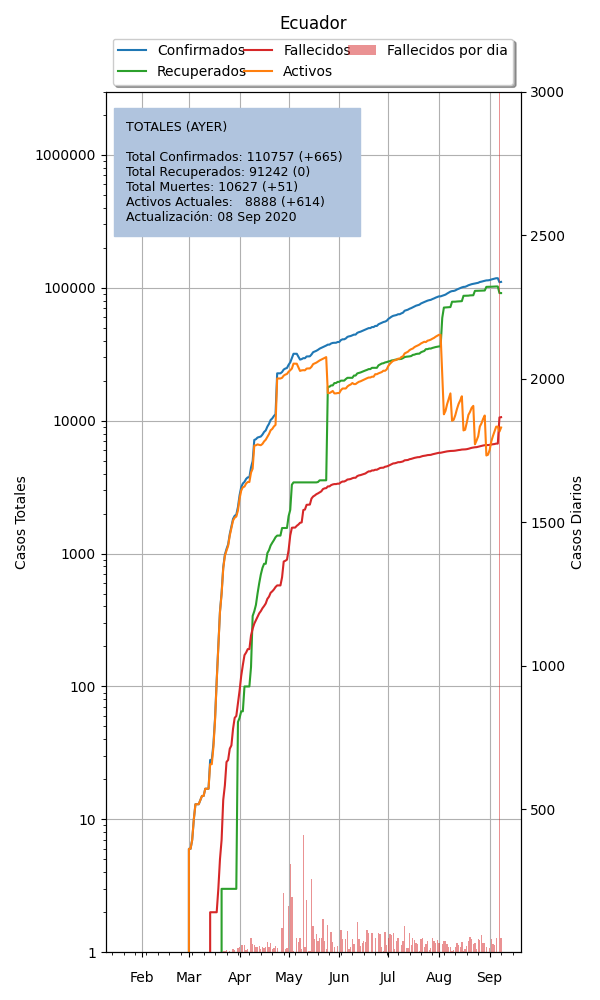 Ecuador
Confirmados Fallecidos Fallecidos por dia
Recuperados Activos
TOTALES (AYER)
Total Confirmados: 110757 (+665)
Total Recuperados: 91242 (0)
Total Muertes: 10627 (+51)
Activos Actuales: 8888 (+614)
Actualización: 08 Sep 2020
Casos Totales
1000000
100000
10000
1000
100
10
1
3000
2500
2000
1500
1000
500
Casos Diarios
Feb Mar Apr May Jun Jul Aug Sep